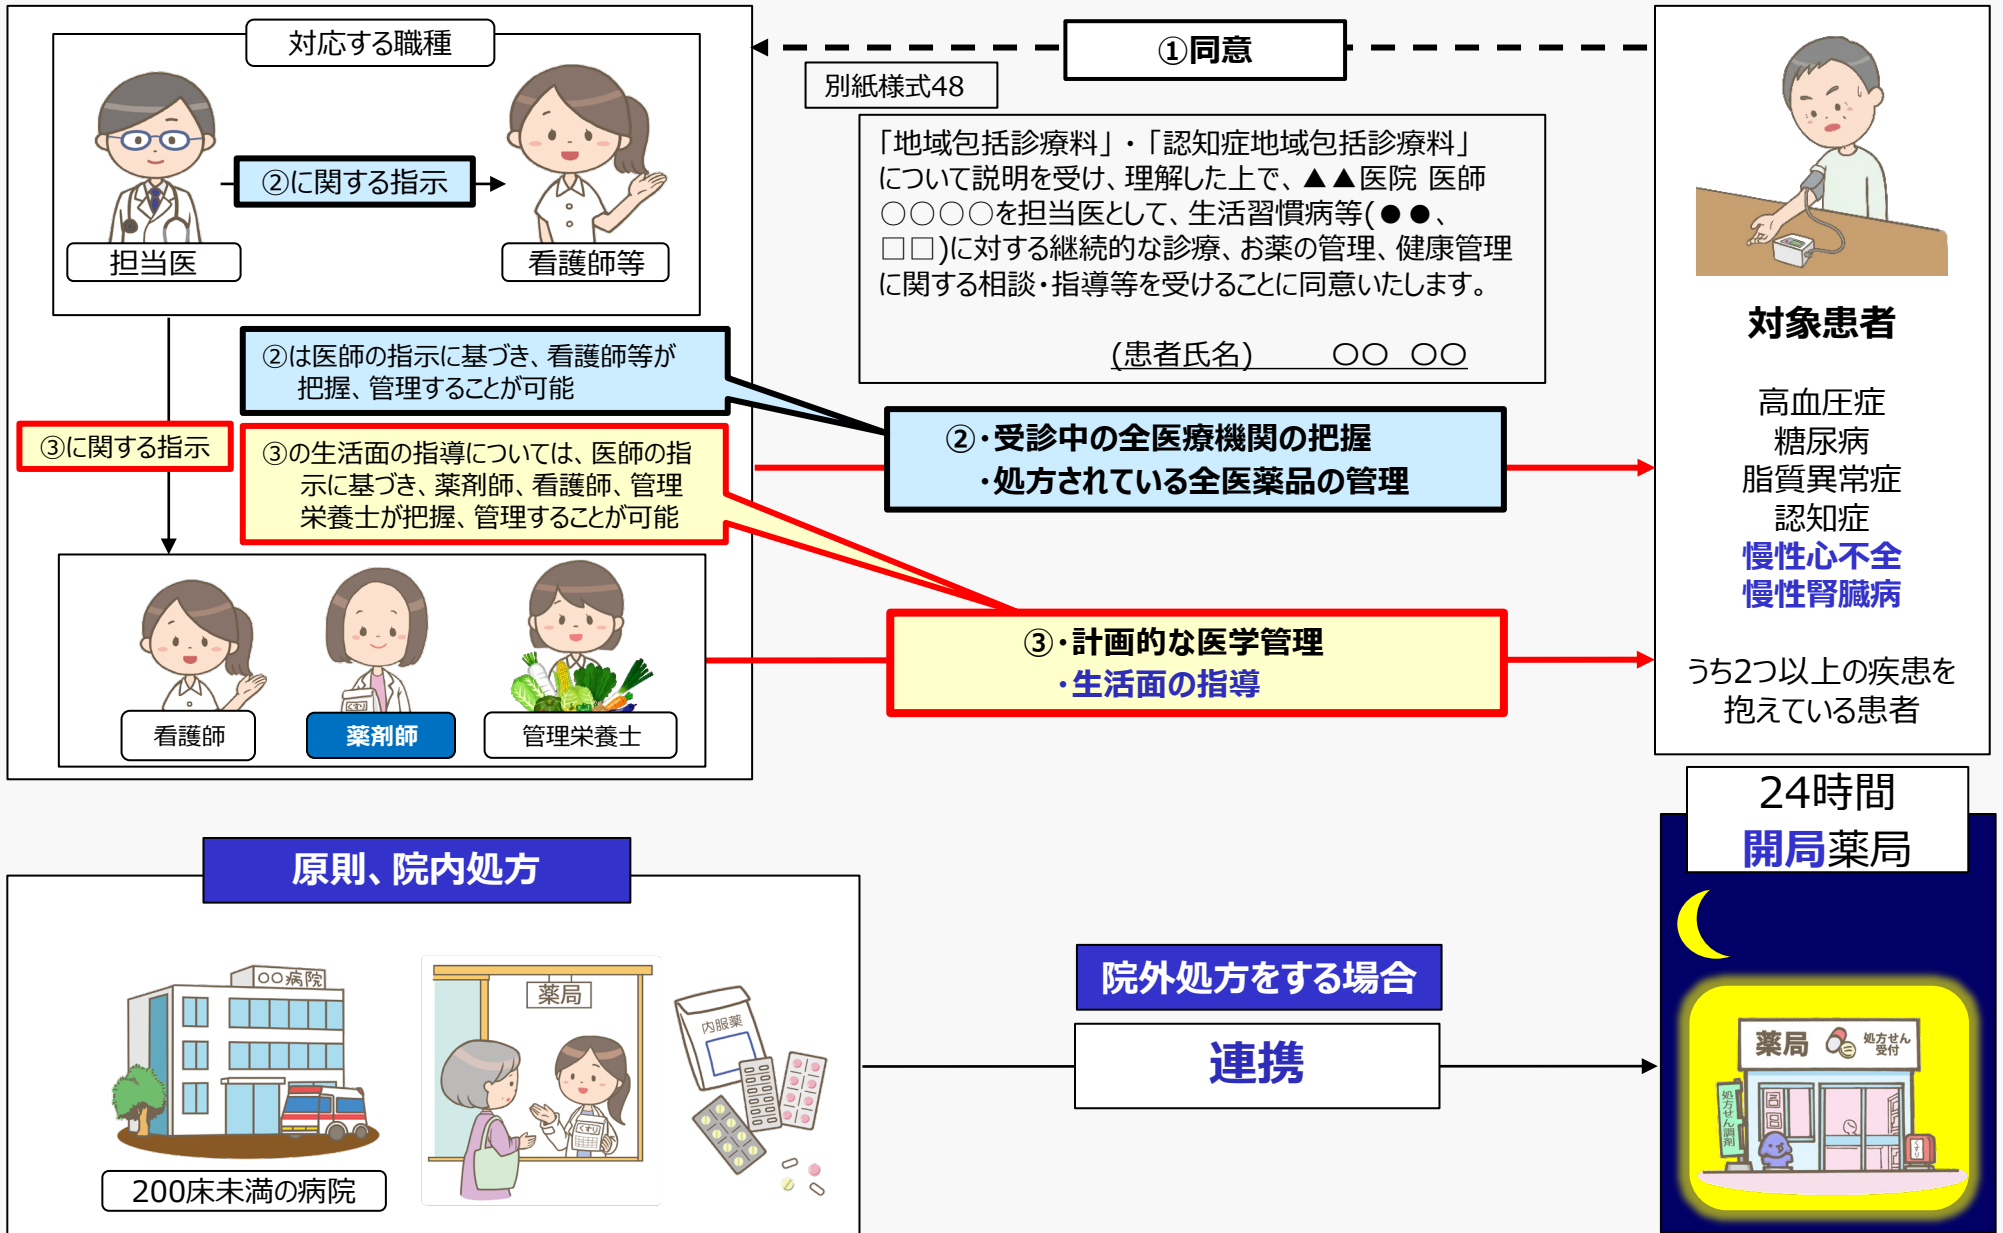 対応する職種
②に関する指示
担当医
看護師等
①同意
別紙様式48
「地域包括診療料」・「認知症地域包括診療料」
について説明を受け、理解した上で、▲▲医院 医師
○○○○を担当医として、生活習慣病等(●●、
□□)に対する継続的な診療、お薬の管理、健康管理
に関する相談・指導等を受けることに同意いたします。
(患者氏名)　　○○ ○○
②は医師の指示に基づき、看護師等が
把握、管理することが可能
③に関する指示
③の生活面の指導については、医師の指
示に基づき、薬剤師、看護師、管理
栄養士が把握、管理することが可能
②・受診中の全医療機関の把握
・処方されている全医薬品の管理
③・計画的な医学管理
・生活面の指導
くすり
看護師
薬剤師
管理栄養士
対象患者
高血圧症
糖尿病
脂質異常症
認知症
慢性心不全
慢性腎臓病
うち2つ以上の疾患を
抱えている患者
原則、院内処方
○○病院
200床未満の病院
薬局
くすり
内服薬
院外処方をする場合
連携
24時間
開局薬局
薬局
処方せん
受付
処方せん調剤
くすり